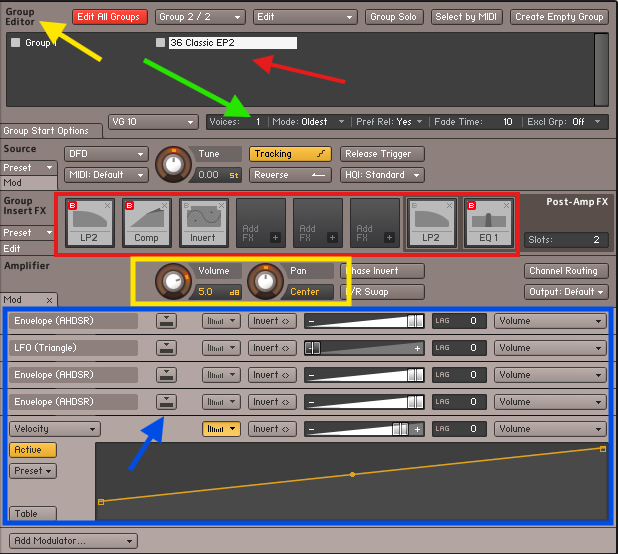 Group Editor Edit All Groups Group 2 / 2 Edit Group Solo Select by MIDI Create Empty Group
Group 36 Classic EP2
VG 10 Voices: 1 Mode: Oldest Pref Rel: Yes Fade Time: 10 Excl Grp: Off
Group Start Options
Source DFD Tune Tracking Release Trigger
Preset MIDI: Default 0.00 St Reverse HQI: Standard
Mod
Group Insert FX Post-Amp FX
Preset B LP2 B Comp Invert Add FX + Add FX + Add FX + LP2 B EQ 1 Slots: 2
Edit
Amplifier Volume Pan Phase Invert Channel Routing
5.0 dB Center L/R Swap Output: Default
Mod ×
Envelope (AHDSR) Invert - LAG 0 Volume
LFO (Triangle) Invert - + LAG 0 Volume
Envelope (AHDSR) Invert - LAG 0 Volume
Envelope (AHDSR) Invert - LAG 0 Volume
Velocity Invert - + LAG 0 Volume
Active
Preset
Table
Add Modulator...